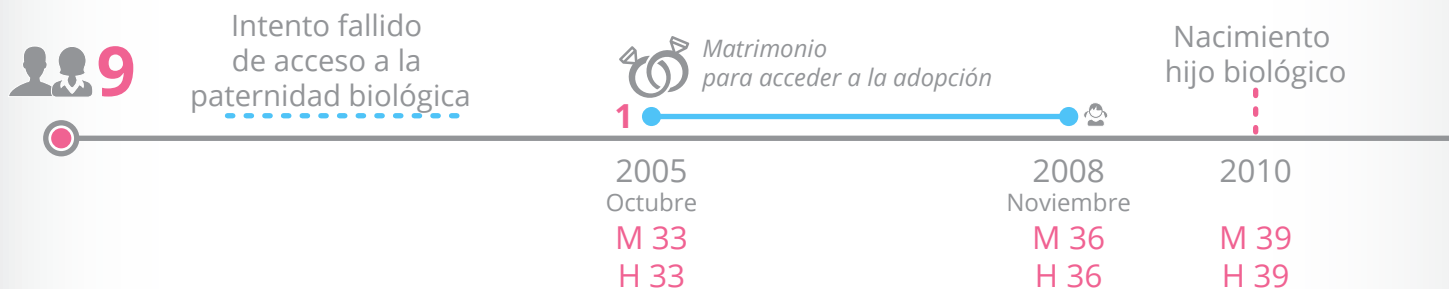 9
Intento fallido
de acceso a la
paternidad biológica
Matrimonio
para acceder a la adopción
1
Nacimiento
hijo biológico
2005
Octubre
M 33
H 33
2008
Noviembre
M 36
H 36
2010
M 39
H 39